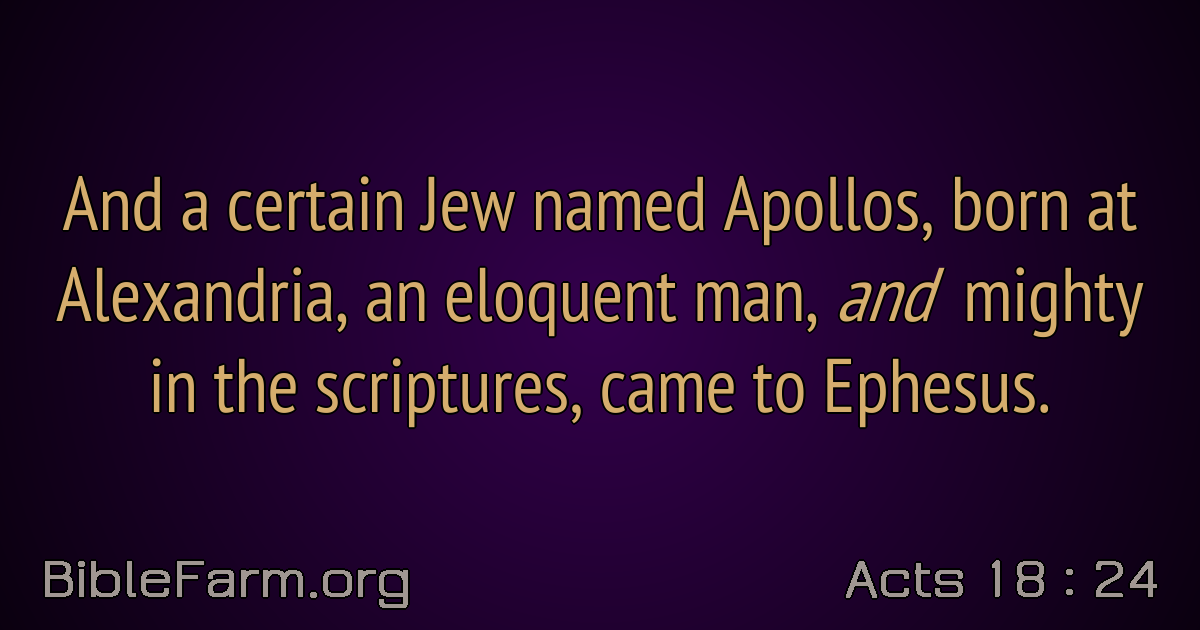 And a certain Jew named Apollos, born at
Alexandria, an eloquent man, and mighty
in the scriptures, came to Ephesus.
BibleFarm.org
Acts 18 : 24